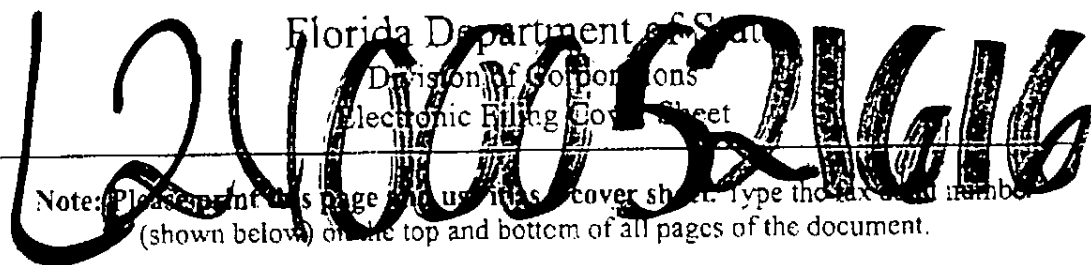 L24000521616
Florida Department of State
Division of Corporations
Electronic Filing Cover Sheet
Note: Please print this page and use it as a cover sheet. Type the fax audit number
(shown below) on the top and bottom of all pages of the document.